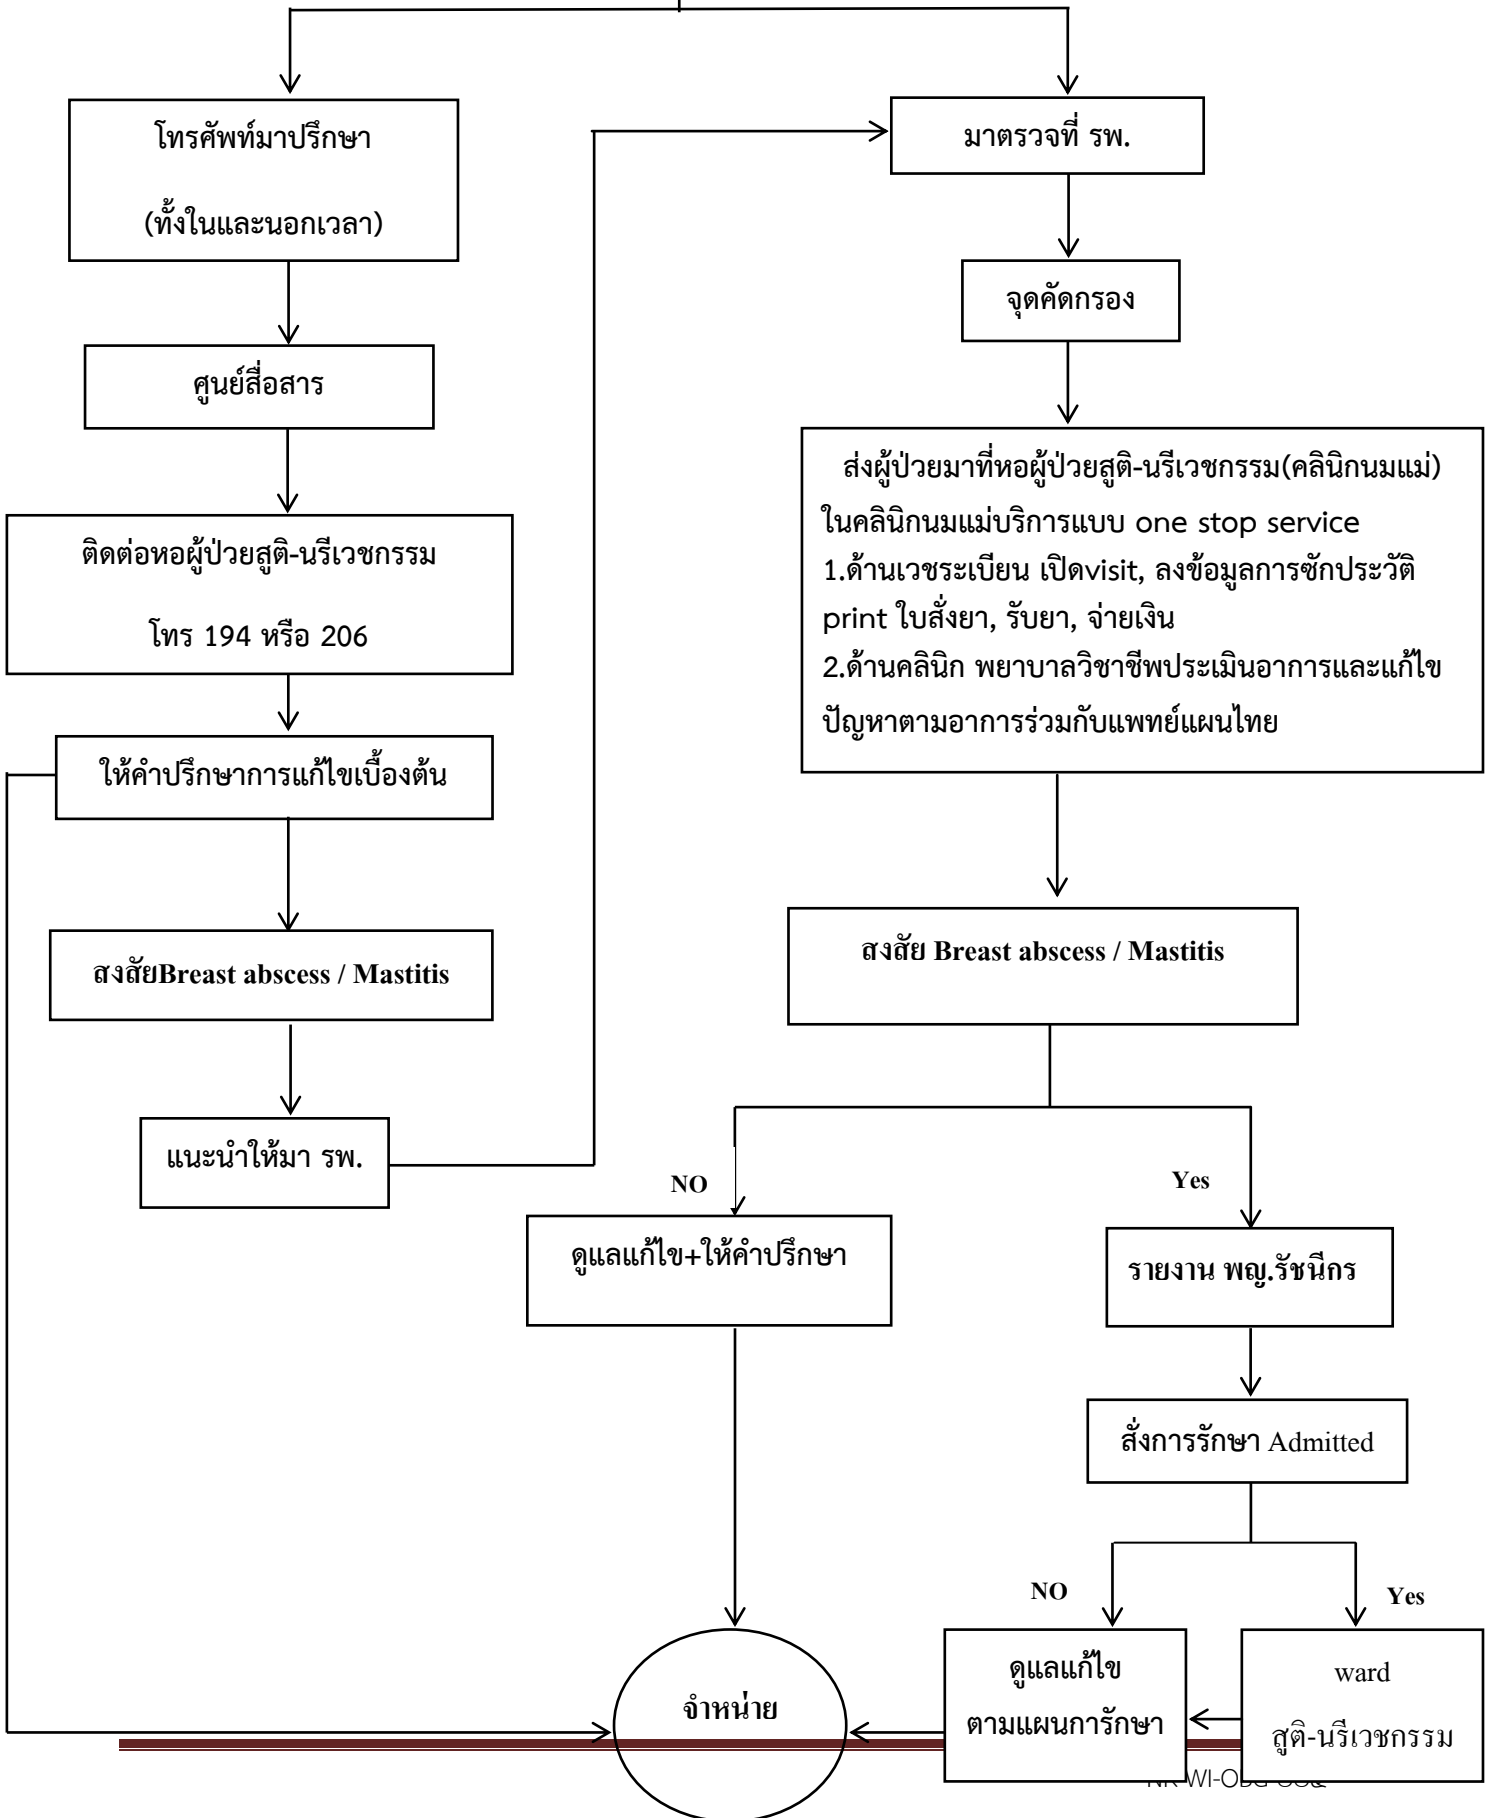 โทรศัพท์มาปรึกษา
(ทั้งในและนอกเวลา)
ศูนย์สื่อสาร
ติดต่อหอผู้ป่วยสูติ-นรีเวชกรรม
โทร 194 หรือ 206
ให้คำปรึกษาการแก้ไขเบื้องต้น
สงสัยBreast abscess / Mastitis
แนะนำให้มา รพ.
มาตรวจที่ รพ.
จุดคัดกรอง
ส่งผู้ป่วยมาที่หอผู้ป่วยสูติ-นรีเวชกรรม(คลินิกนมแม่)
ในคลินิกนมแม่บริการแบบ one stop service
1.ด้านเวชระเบียน เปิดvisit, ลงข้อมูลการซักประวัติ
print ใบสั่งยา, รับยา, จ่ายเงิน
2.ด้านคลินิก พยาบาลวิชาชีพประเมินอาการและแก้ไข
ปัญหาตามอาการร่วมกับแพทย์แผนไทย
สงสัย Breast abscess / Mastitis
NO
Yes
ดูแลแก้ไข+ให้คำปรึกษา
รายงาน พญ.รัชนีกร
สั่งการรักษา Admitted
NO
Yes
ดูแลแก้ไข
ตามแผนการักษา
ward
สูติ-นรีเวชกรรม
จำหน่าย